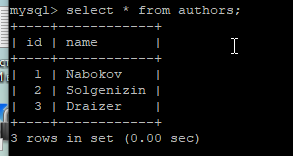 mysql> select * from authors;
+----+------------+
| id | name       |
+----+------------+
|  1 | Nabokov    |
|  2 | Solgenizin |
|  3 | Draizer    |
+----+------------+
3 rows in set (0.00 sec)